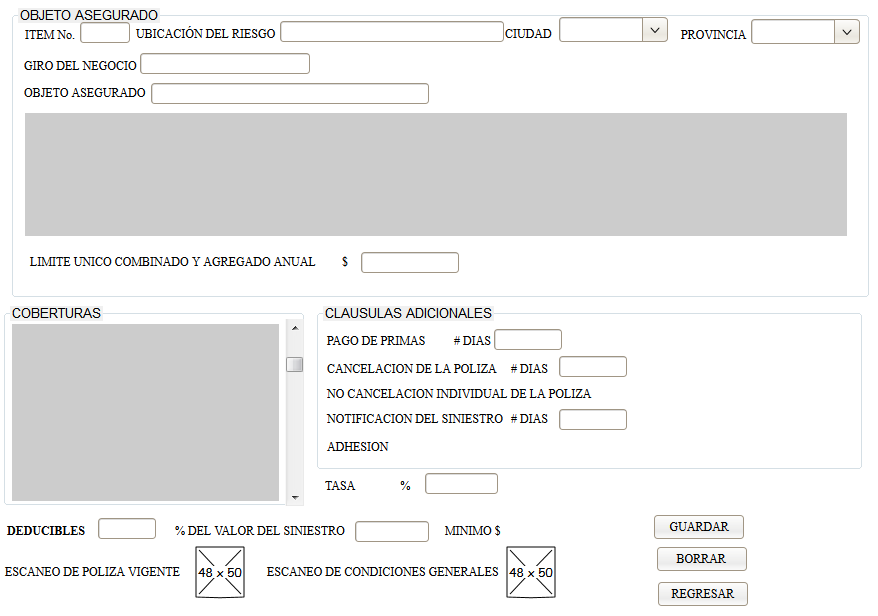 OBJETO ASEGURADO
ITEM No. UBICACIÓN DEL RIESGO CIUDAD PROVINCIA
GIRO DEL NEGOCIO
OBJETO ASEGURADO
LIMITE UNICO COMBINADO Y AGREGADO ANUAL $
COBERTURAS
CLAUSULAS ADICIONALES
PAGO DE PRIMAS # DIAS
CANCELACION DE LA POLIZA # DIAS
NO CANCELACION INDIVIDUAL DE LA POLIZA
NOTIFICACION DEL SINIESTRO # DIAS
ADHESION
TASA %
DEDUCIBLES % DEL VALOR DEL SINIESTRO MINIMO $
GUARDAR
BORRAR
ESCANEO DE POLIZA VIGENTE 48 x 50 ESCANEO DE CONDICIONES GENERALES 48 x 50
REGRESAR